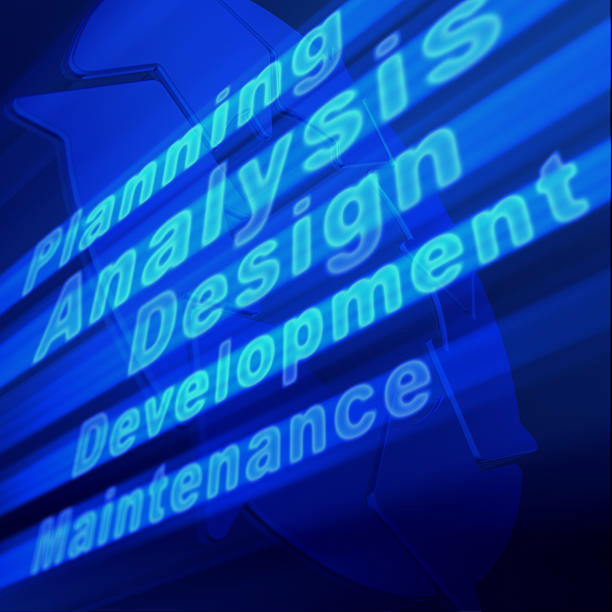 Planning
Analysis
Design
Development
Maintenance